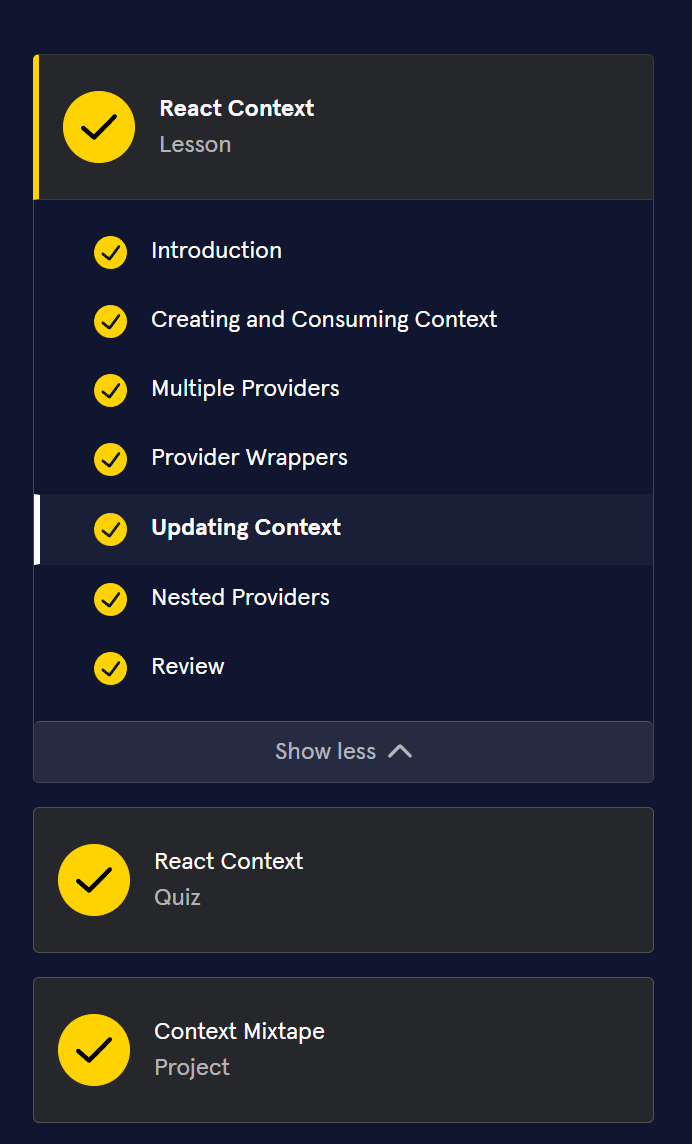 React Context
Lesson
Introduction
Creating and Consuming Context
Multiple Providers
Provider Wrappers
Updating Context
Nested Providers
Review
Show less
React Context
Quiz
Context Mixtape
Project